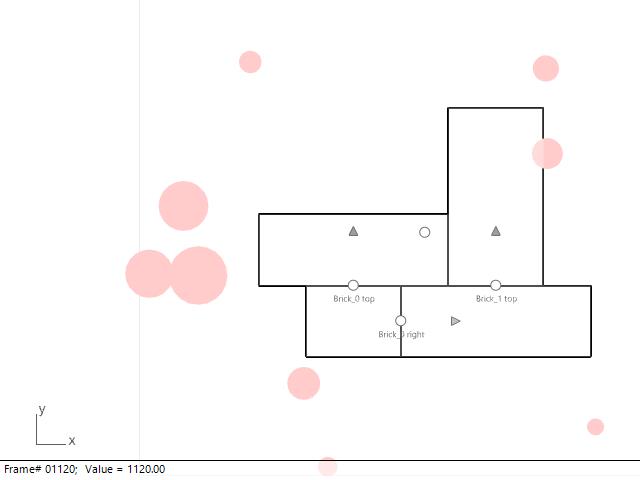 Brick_0 top
Brick_1 top
Brick_0 right
y
x
Frame# 01120; Value = 1120.00